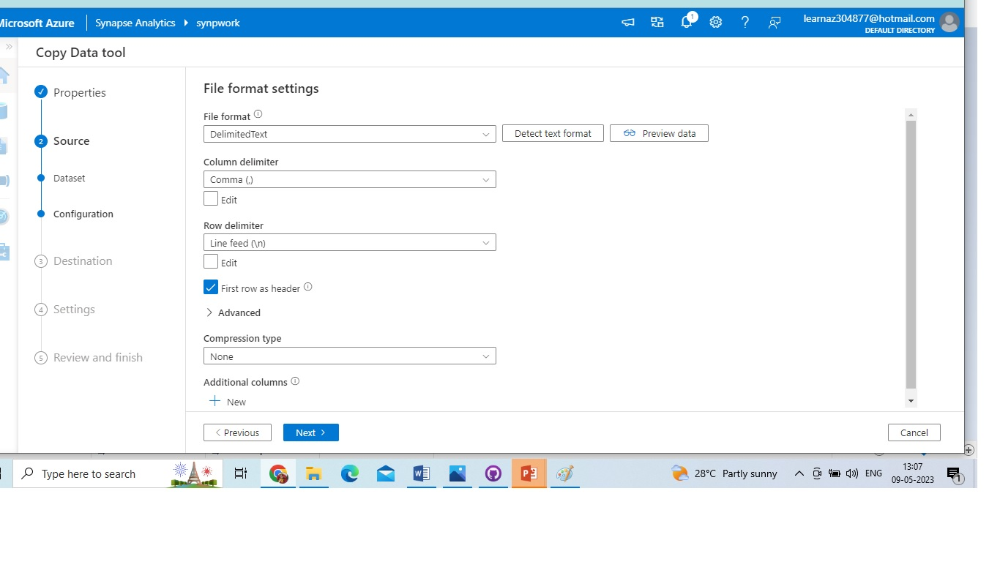 Microsoft Azure Synapse Analytics synpwork 1 learnaz304877@hotmail.com
DEFAULT DIRECTORY
Copy Data tool
Properties
2 Source
Dataset
Configuration
3 Destination
4 Settings
5 Review and finish
File format settings
File format
DelimitedText Detect text format Preview data
Column delimiter
Comma (,)
Edit
Row delimiter
Line feed (\n)
Edit
First row as header
Advanced
Compression type
None
Additional columns
New
Previous Next Cancel
Type here to search 28°C Partly sunny ENG 13:07
09-05-2023 1